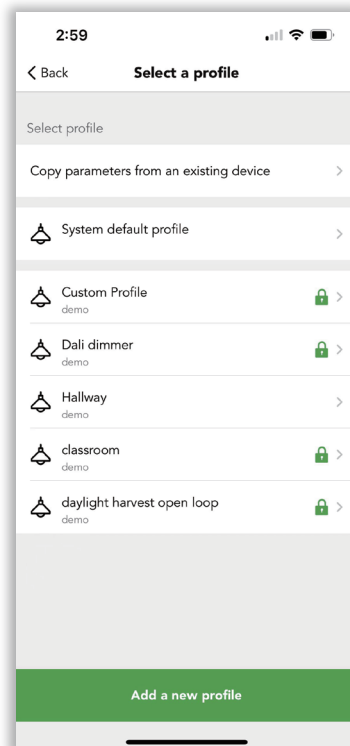 2:59
Back Select a profile
Select profile
Copy parameters from an existing device
System default profile
Custom Profile
demo
Dali dimmer
demo
Hallway
demo
classroom
demo
daylight harvest open loop
demo
Add a new profile